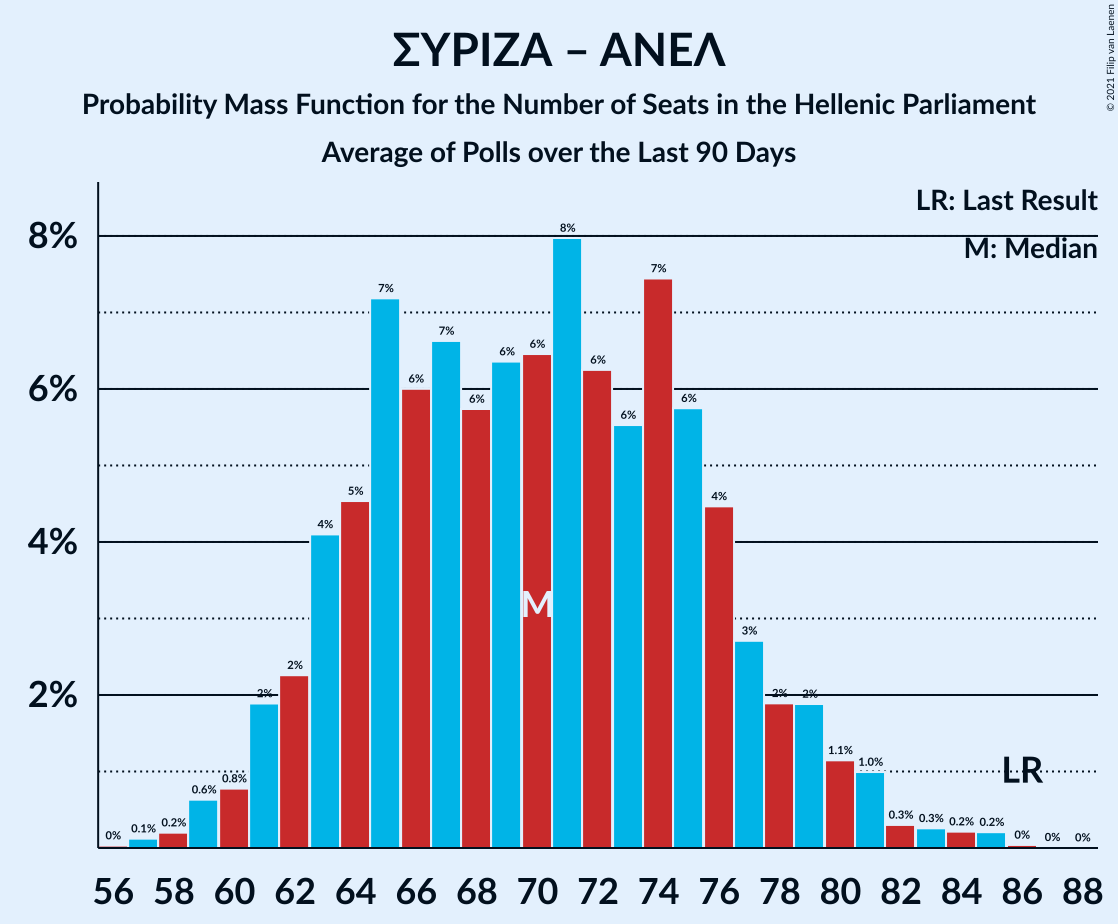 ΣΥΡΙΖΑ – ΑΝΕΛ
Probability Mass Function for the Number of Seats in the Hellenic Parliament
Average of Polls over the Last 90 Days
© 2021 Filip van Laenen
LR: Last Result
M: Median
8%
6%
4%
2%
0% 0.1% 0.2% 0.6% 0.8% 2% 2% 4% 5% 7% 6% 7% 6% 6% 6% 8% 6% 6% 7% 6% 4% 3% 2% 2% 1.1% 1.0% 0.3% 0.3% 0.2% 0.2% 0% 0% 0%
M
LR
56 58 60 62 64 66 68 70 72 74 76 78 80 82 84 86 88